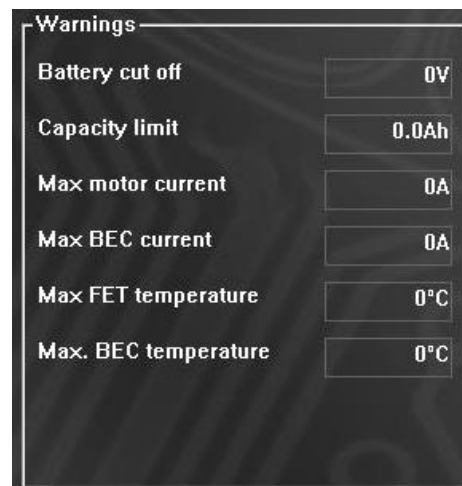 Warnings
Battery cut off 0V
Capacity limit 0.0Ah
Max motor current 0A
Max BEC current 0A
Max FET temperature 0°C
Max. BEC temperature 0°C